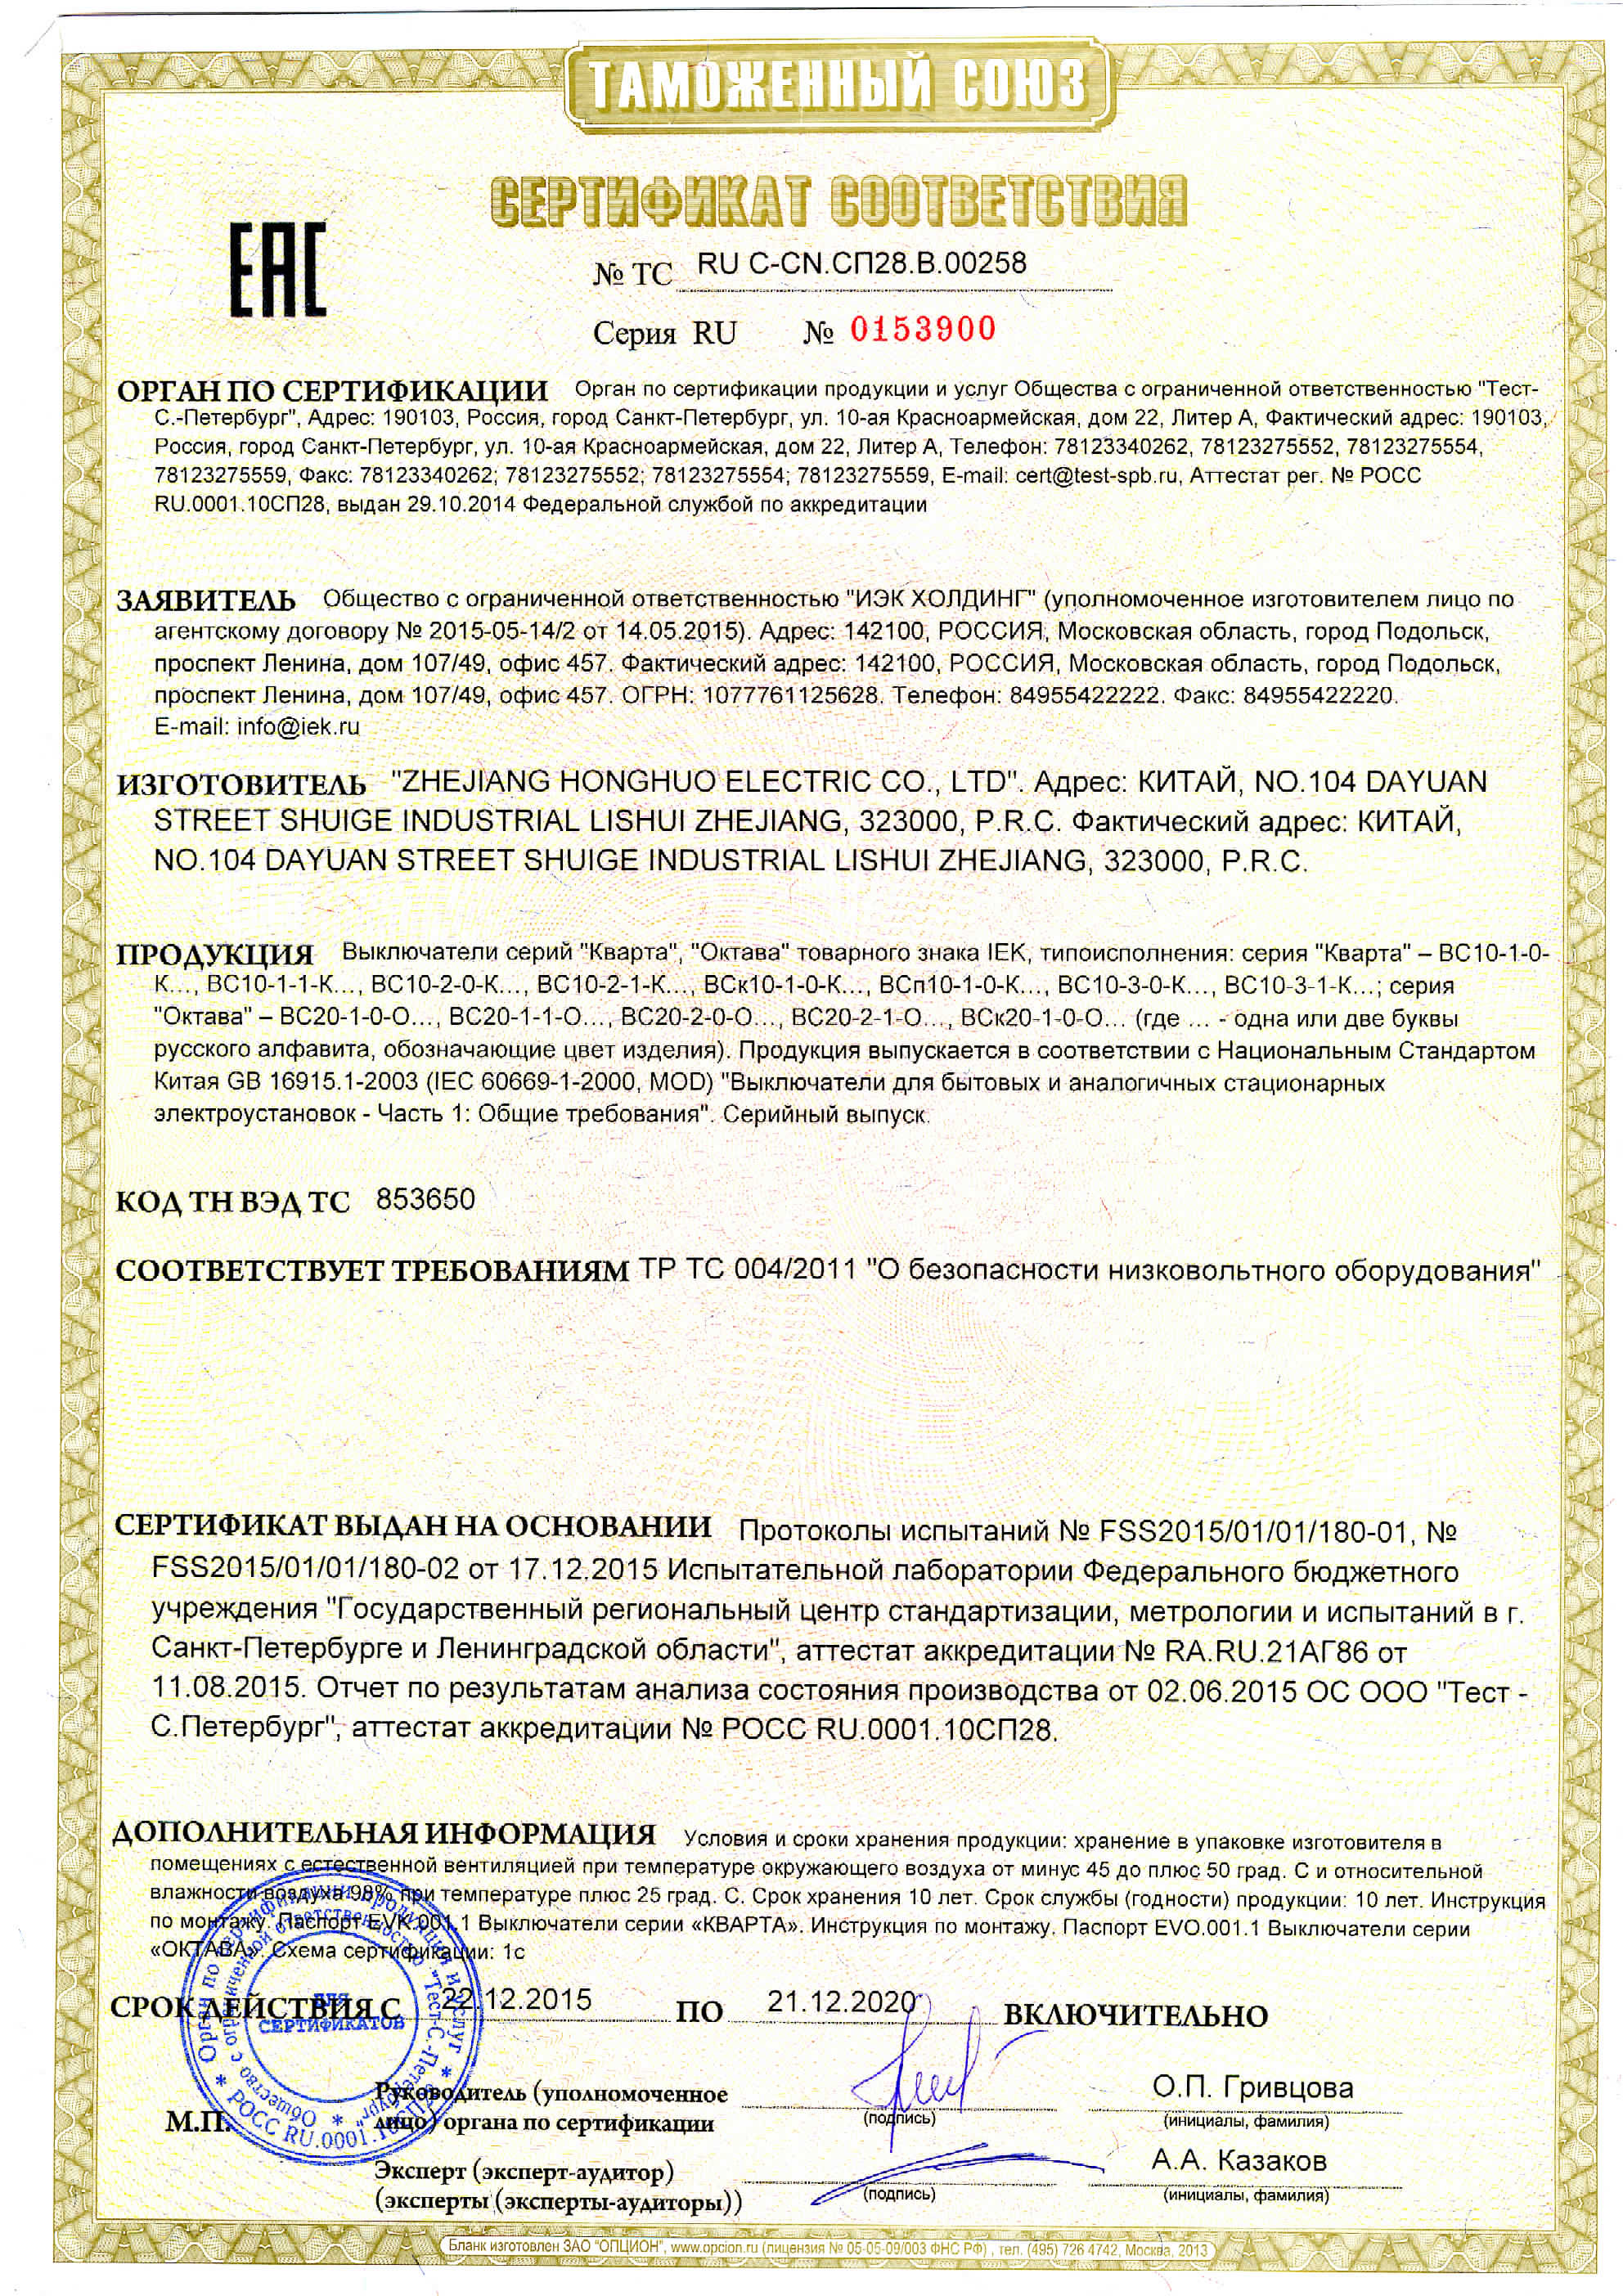 ТАМОЖЕННЫЙ СОЮЗ
СЕРТИФИКАТ СООТВЕТСТВИЯ
ЕАС
№ ТС RU C-CN.СП28.В.00258
Серия RU № 0153900
ОРГАН ПО СЕРТИФИКАЦИИ Орган по сертификации продукции и услуг Общества с ограниченной ответственностью "Тест-
С.-Петербург", Адрес: 190103, Россия, город Санкт-Петербург, ул. 10-ая Красноармейская, дом 22, Литер А, Фактический адрес: 190103,
Россия, город Санкт-Петербург, ул. 10-ая Красноармейская, дом 22, Литер А, Телефон: 78123340262, 78123275552, 78123275554,
78123275559, Факс: 78123340262; 78123275552; 78123275554; 78123275559, E-mail: cert@test-spb.ru, Аттестат рег. № РОСС
RU.0001.10СП28, выдан 29.10.2014 Федеральной службой по аккредитации
ЗАЯВИТЕЛЬ Общество с ограниченной ответственностью "ИЭК ХОЛДИНГ" (уполномоченное изготовителем лицо по
агентскому договору № 2015-05-14/2 от 14.05.2015). Адрес: 142100, РОССИЯ, Московская область, город Подольск,
проспект Ленина, дом 107/49, офис 457. Фактический адрес: 142100, РОССИЯ, Московская область, город Подольск,
проспект Ленина, дом 107/49, офис 457. ОГРН: 1077761125628. Телефон: 84955422222. Факс: 84955422220.
E-mail: info@iek.ru
ИЗГОТОВИТЕЛЬ "ZHEJIANG HONGHUO ELECTRIC CO., LTD". Адрес: КИТАЙ, NO.104 DAYUAN
STREET SHUIGE INDUSTRIAL LISHUI ZHEJIANG, 323000, P.R.C. Фактический адрес: КИТАЙ,
NO.104 DAYUAN STREET SHUIGE INDUSTRIAL LISHUI ZHEJIANG, 323000, P.R.C.
ПРОДУКЦИЯ Выключатели серий "Кварта", "Октава" товарного знака IEK, типоисполнения: серия "Кварта" – ВС10-1-0-
К..., ВС10-1-1-К..., ВС10-2-0-К..., ВС10-2-1-К..., ВСк10-1-0-К..., ВСп10-1-0-К..., ВС10-3-0-К..., ВС10-3-1-К...; серия
"Октава" – ВС20-1-0-О..., ВС20-1-1-О..., ВС20-2-0-О..., ВС20-2-1-О..., ВСк20-1-0-О... (где ... - одна или две буквы
русского алфавита, обозначающие цвет изделия). Продукция выпускается в соответствии с Национальным Стандартом
Китая GB 16915.1-2003 (IEC 60669-1-2000, MOD) "Выключатели для бытовых и аналогичных стационарных
электроустановок - Часть 1: Общие требования". Серийный выпуск.
КОД ТН ВЭД ТС 853650
СООТВЕТСТВУЕТ ТРЕБОВАНИЯМ ТР ТС 004/2011 "О безопасности низковольтного оборудования"
СЕРТИФИКАТ ВЫДАН НА ОСНОВАНИИ Протоколы испытаний № FSS2015/01/01/180-01, №
FSS2015/01/01/180-02 от 17.12.2015 Испытательной лаборатории Федерального бюджетного
учреждения "Государственный региональный центр стандартизации, метрологии и испытаний в г.
Санкт-Петербурге и Ленинградской области", аттестат аккредитации № RA.RU.21АГ86 от
11.08.2015. Отчет по результатам анализа состояния производства от 02.06.2015 ОС ООО "Тест -
С.Петербург", аттестат аккредитации № РОСС RU.0001.10СП28.
ДОПОЛНИТЕЛЬНАЯ ИНФОРМАЦИЯ Условия и сроки хранения продукции: хранение в упаковке изготовителя в
помещениях с естественной вентиляцией при температуре окружающего воздуха от минус 45 до плюс 50 град. С и относительной
влажности воздуха 98% при температуре плюс 25 град. С. Срок хранения 10 лет. Срок службы (годности) продукции: 10 лет. Инструкция
по монтажу. Паспорт EVK.001.1 Выключатели серии «КВАРТА». Инструкция по монтажу. Паспорт EVO.001.1 Выключатели серии
«ОКТАВА». Схема сертификации: 1с
СРОК ДЕЙСТВИЯ С 22.12.2015 ПО 21.12.2020 ВКЛЮЧИТЕЛЬНО
Орган по сертификации продукции и услуг * РОСС RU.0001.10СП28 *
Общество с ограниченной ответственностью "Тест-С.-Петербург" *
ДЛЯ
СЕРТИФИКАТОВ
М.П.
Руководитель (уполномоченное
лицо) органа по сертификации
(подпись)
О.П. Гривцова
(инициалы, фамилия)
Эксперт (эксперт-аудитор)
(эксперты (эксперты-аудиторы))
(подпись)
А.А. Казаков
(инициалы, фамилия)
Бланк изготовлен ЗАО "ОПЦИОН", www.opcion.ru (лицензия № 05-05-09/003 ФНС РФ), тел. (495) 726 4742, Москва, 2013